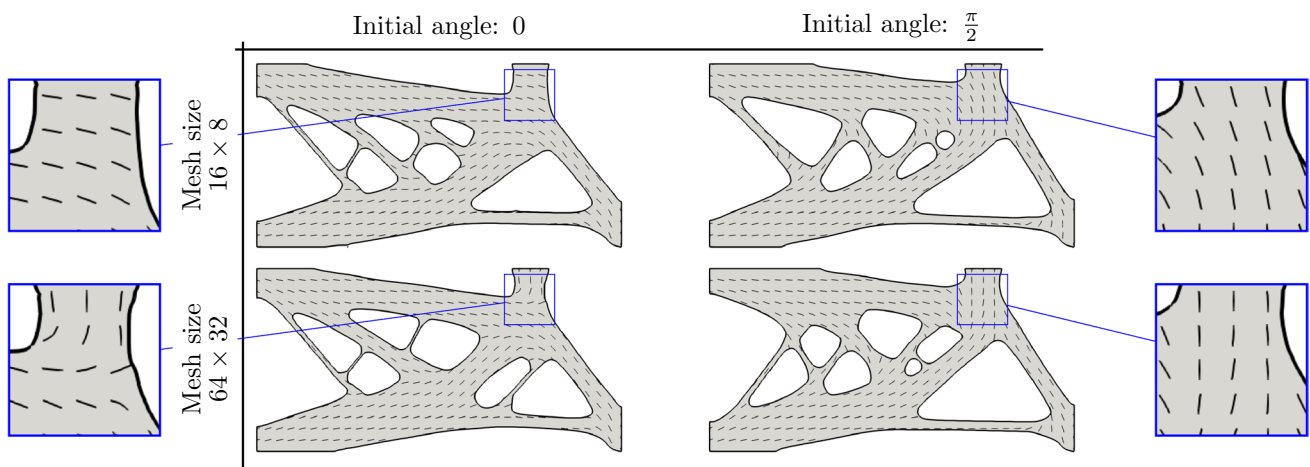 Initial angle: 0
Initial angle: π/2
Mesh size
16 × 8
Mesh size
64 × 32